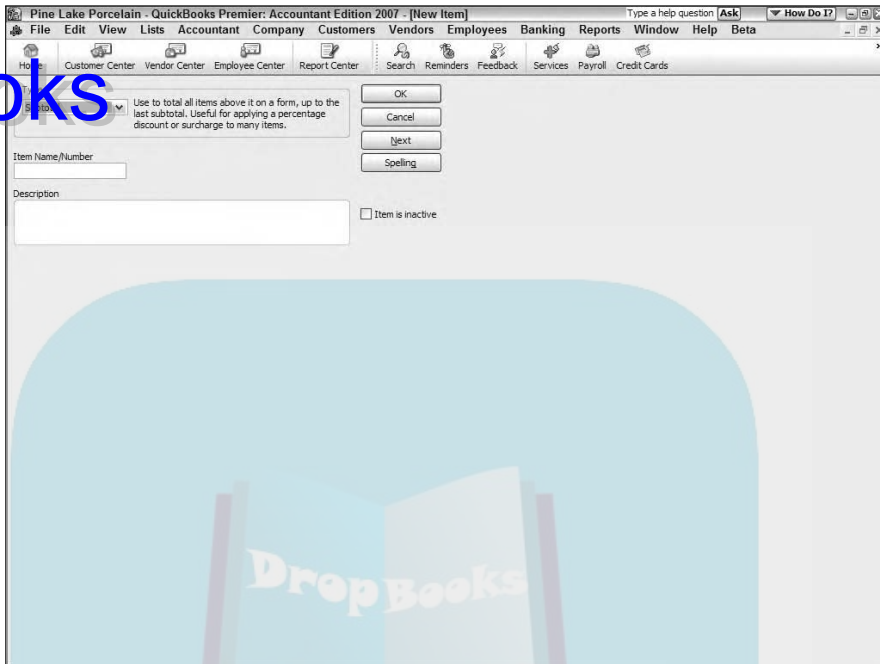 Pine Lake Porcelain - QuickBooks Premier: Accountant Edition 2007 - [New Item]
Type a help question Ask How Do I?
File Edit View Lists Accountant Company Customers Vendors Employees Banking Reports Window Help Beta
Home Customer Center Vendor Center Employee Center Report Center Search Reminders Feedback Services Payroll Credit Cards
oks
Use to total all items above it on a form, up to the
last subtotal. Useful for applying a percentage
discount or surcharge to many items.
OK
Cancel
Next
Spelling
Item Name/Number
Description
Item is inactive
DropBooks